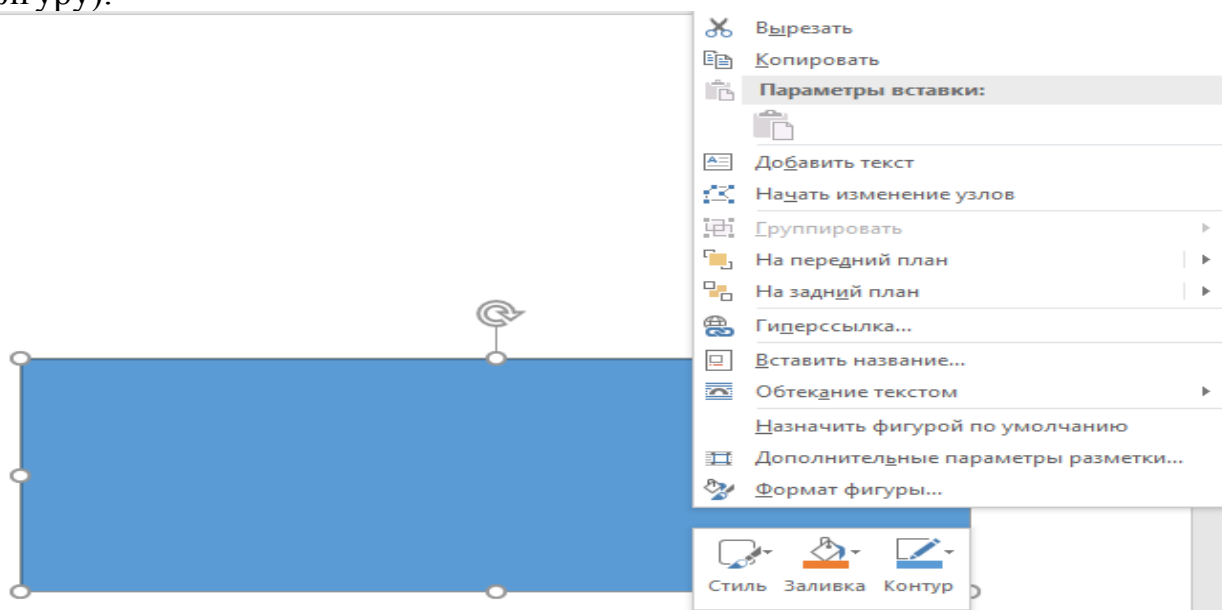 Вырезать
Копировать
Параметры вставки:
Добавить текст
Начать изменение узлов
Группировать
На передний план
На задний план
Гиперссылка...
Вставить название...
Обтекание текстом
Назначить фигурой по умолчанию
Дополнительные параметры разметки...
Формат фигуры...
Стиль Заливка Контур